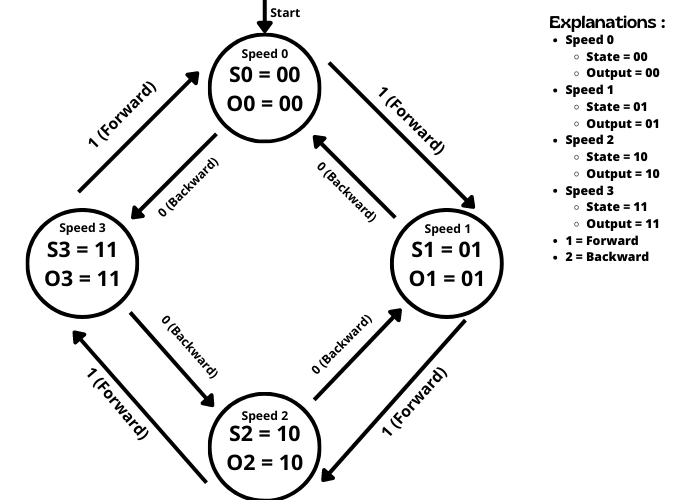 Start
Speed 0
S0 = 00
O0 = 00
1 (Forward)
1 (Forward)
0 (Backward)
0 (Backward)
Speed 3
S3 = 11
O3 = 11
Speed 1
S1 = 01
O1 = 01
0 (Backward)
0 (Backward)
1 (Forward)
1 (Forward)
Speed 2
S2 = 10
O2 = 10
Explanations :
• Speed 0
○ State = 00
○ Output = 00
• Speed 1
○ State = 01
○ Output = 01
• Speed 2
○ State = 10
○ Output = 10
• Speed 3
○ State = 11
○ Output = 11
• 1 = Forward
• 2 = Backward